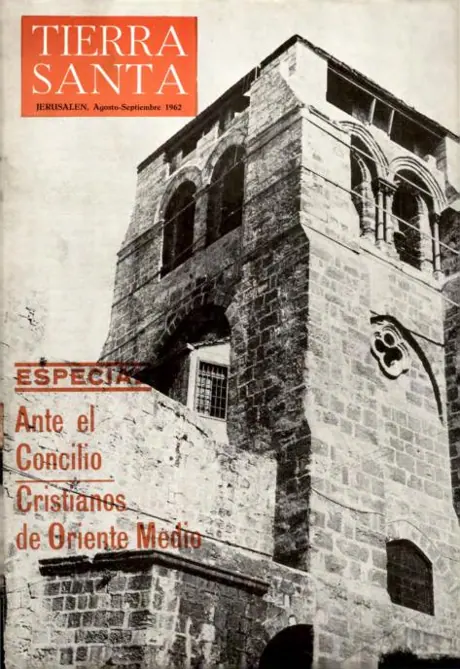 TIERRA
SANTA
JERUSALEN, Agosto-Septiembre 1962
ESPECIAL
Ante el
Concilio
Cristianos
de Oriente Medio